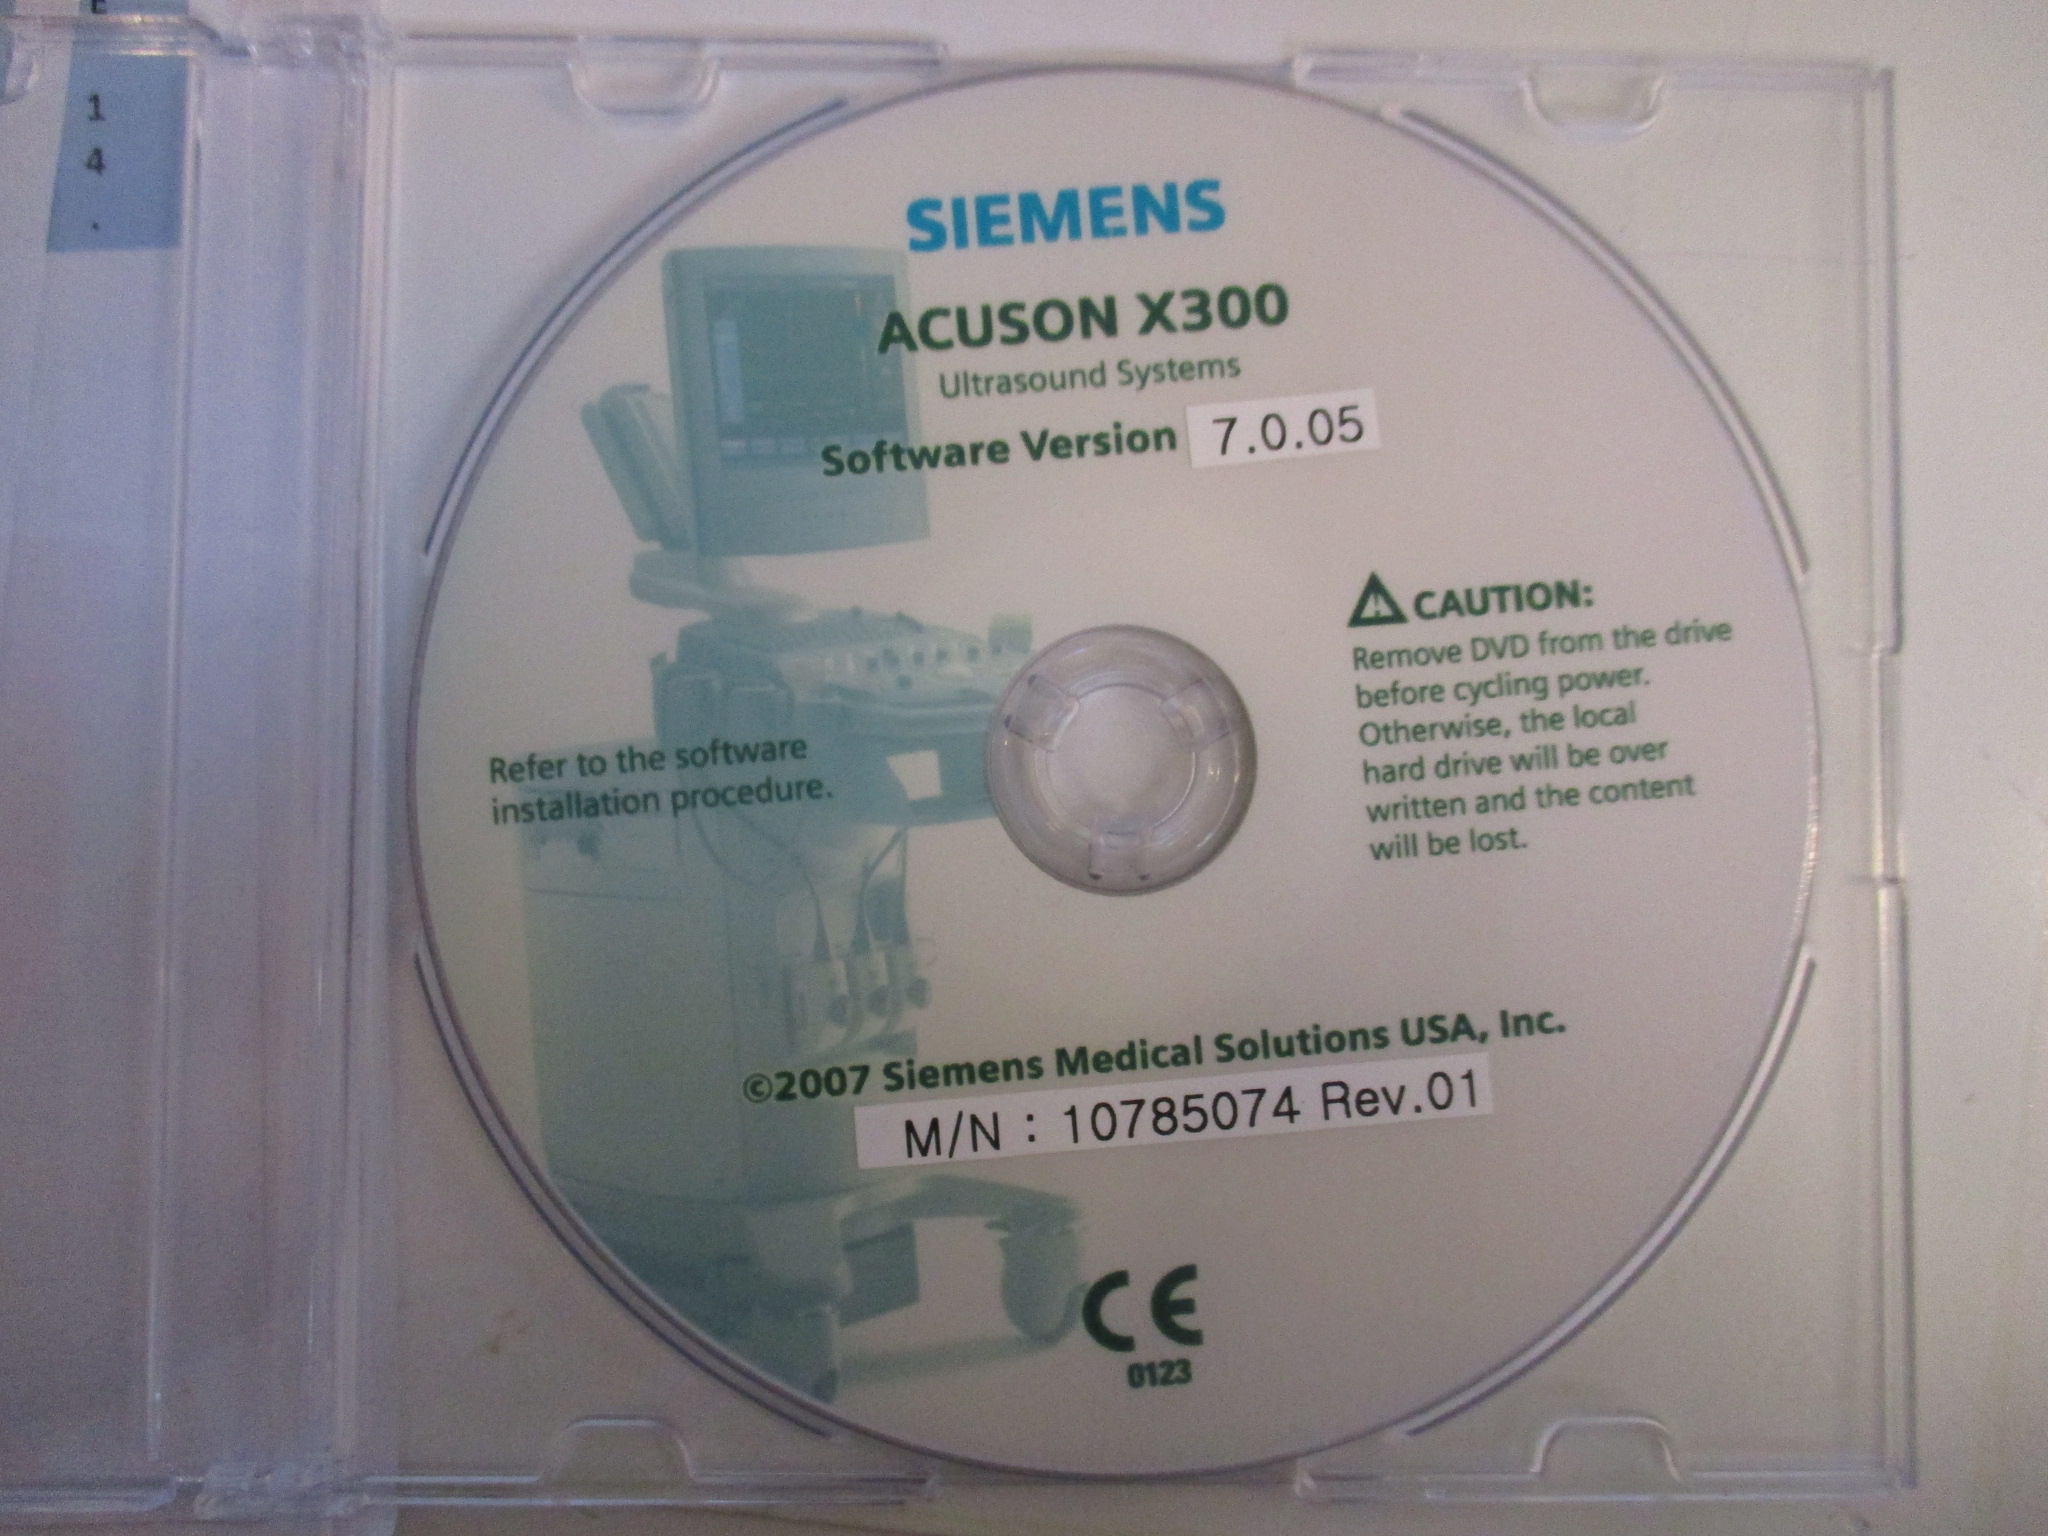 1
4
.
SIEMENS
ACUSON X300
Ultrasound Systems
Software Version 7.0.05
CAUTION:
Remove DVD from the drive
before cycling power.
Otherwise, the local
hard drive will be over
written and the content
will be lost.
Refer to the software
installation procedure.
©2007 Siemens Medical Solutions USA, Inc.
M/N : 10785074 Rev.01
CE
0123